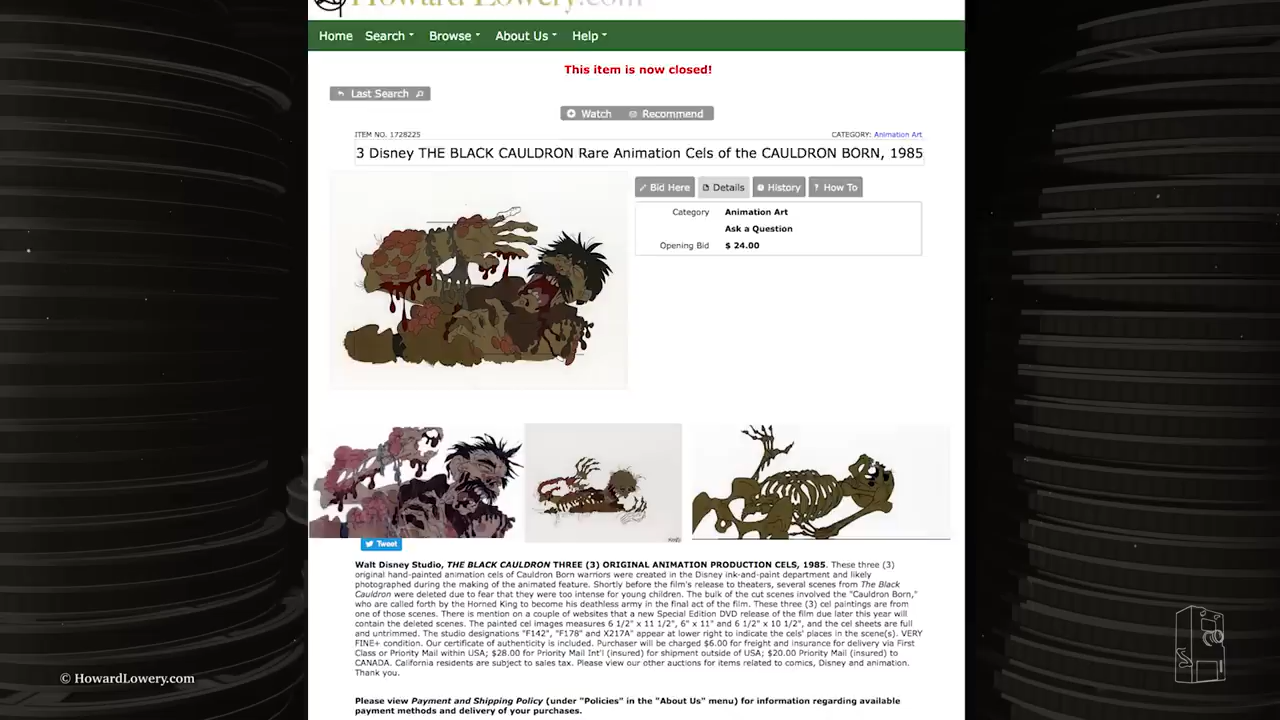 Howard Lowery.com
Home Search Browse About Us Help
This item is now closed!
Last Search
Watch Recommend
ITEM NO. 1728225 CATEGORY: Animation Art
3 Disney THE BLACK CAULDRON Rare Animation Cels of the CAULDRON BORN, 1985
Bid Here Details History How To
Category Animation Art
Ask a Question
Opening Bid $ 24.00
Tweet
Walt Disney Studio, THE BLACK CAULDRON THREE (3) ORIGINAL ANIMATION PRODUCTION CELS, 1985. These three (3)
original hand-painted animation cels of Cauldron Born warriors were created in the Disney ink-and-paint department and likely
photographed during the making of the animated feature. Shortly before the film's release to theaters, several scenes from The Black
Cauldron were deleted due to fear that they were too intense for young children. The bulk of the cut scenes involved the "Cauldron Born,"
who are called forth by the Horned King to become his deathless army in the final act of the film. These three (3) cel paintings are from
one of those scenes. There is mention on a couple of websites that a new Special Edition DVD release of the film due later this year will
contain the deleted scenes. The painted cel images measures 6 1/2" x 11 1/2", 6" x 11" and 6 1/2" x 10 1/2", and the cel sheets are full
and untrimmed. The studio designations "F142", "F178" and X217A" appear at lower right to indicate the cels' places in the scene(s). VERY
FINE+ condition. Our certificate of authenticity is included. Purchaser will be charged $6.00 for freight and insurance for delivery via First
Class or Priority Mail within USA; $28.00 for Priority Mail Int'l (insured) for shipment outside of USA; $20.00 Priority Mail (insured) to
CANADA. California residents are subject to sales tax. Please view our other auctions for items related to comics, Disney and animation.
Thank you.
Please view Payment and Shipping Policy (under "Policies" in the "About Us" menu) for information regarding available
payment methods and delivery of your purchases.
© HowardLowery.com